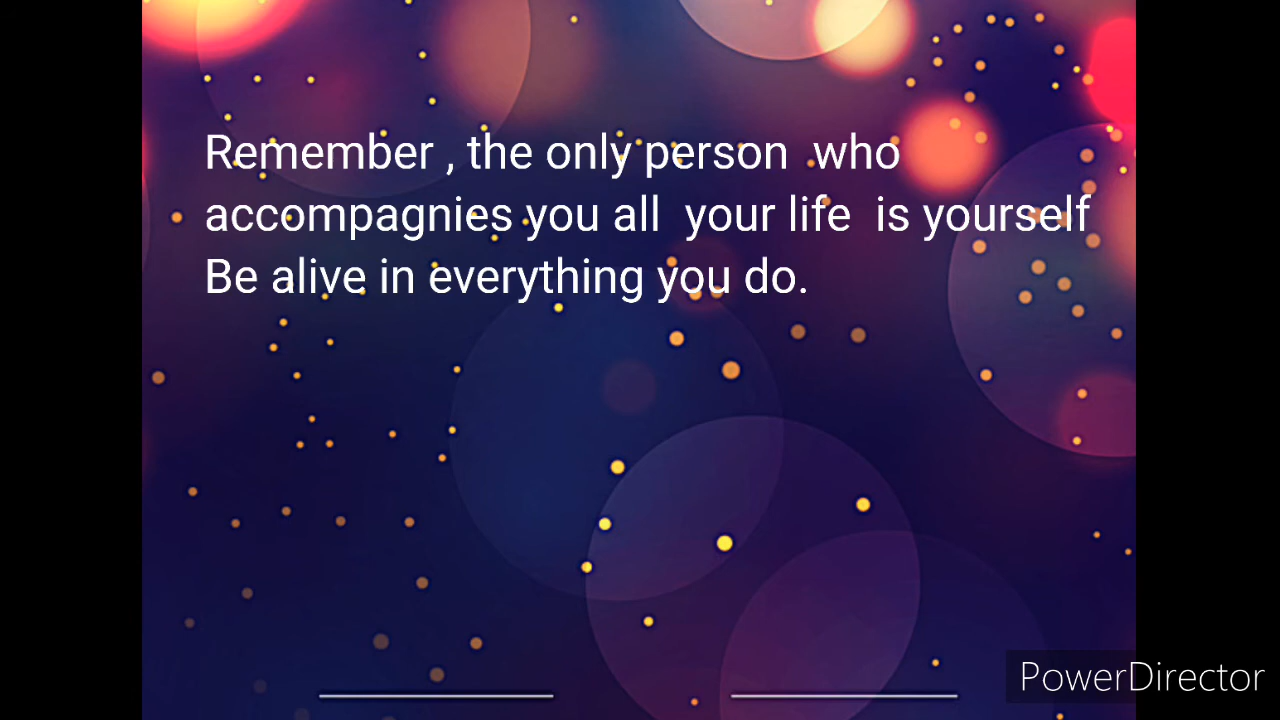 Remember , the only person  who
accompagnies you all  your life  is yourself
Be alive in everything you do.
PowerDirector